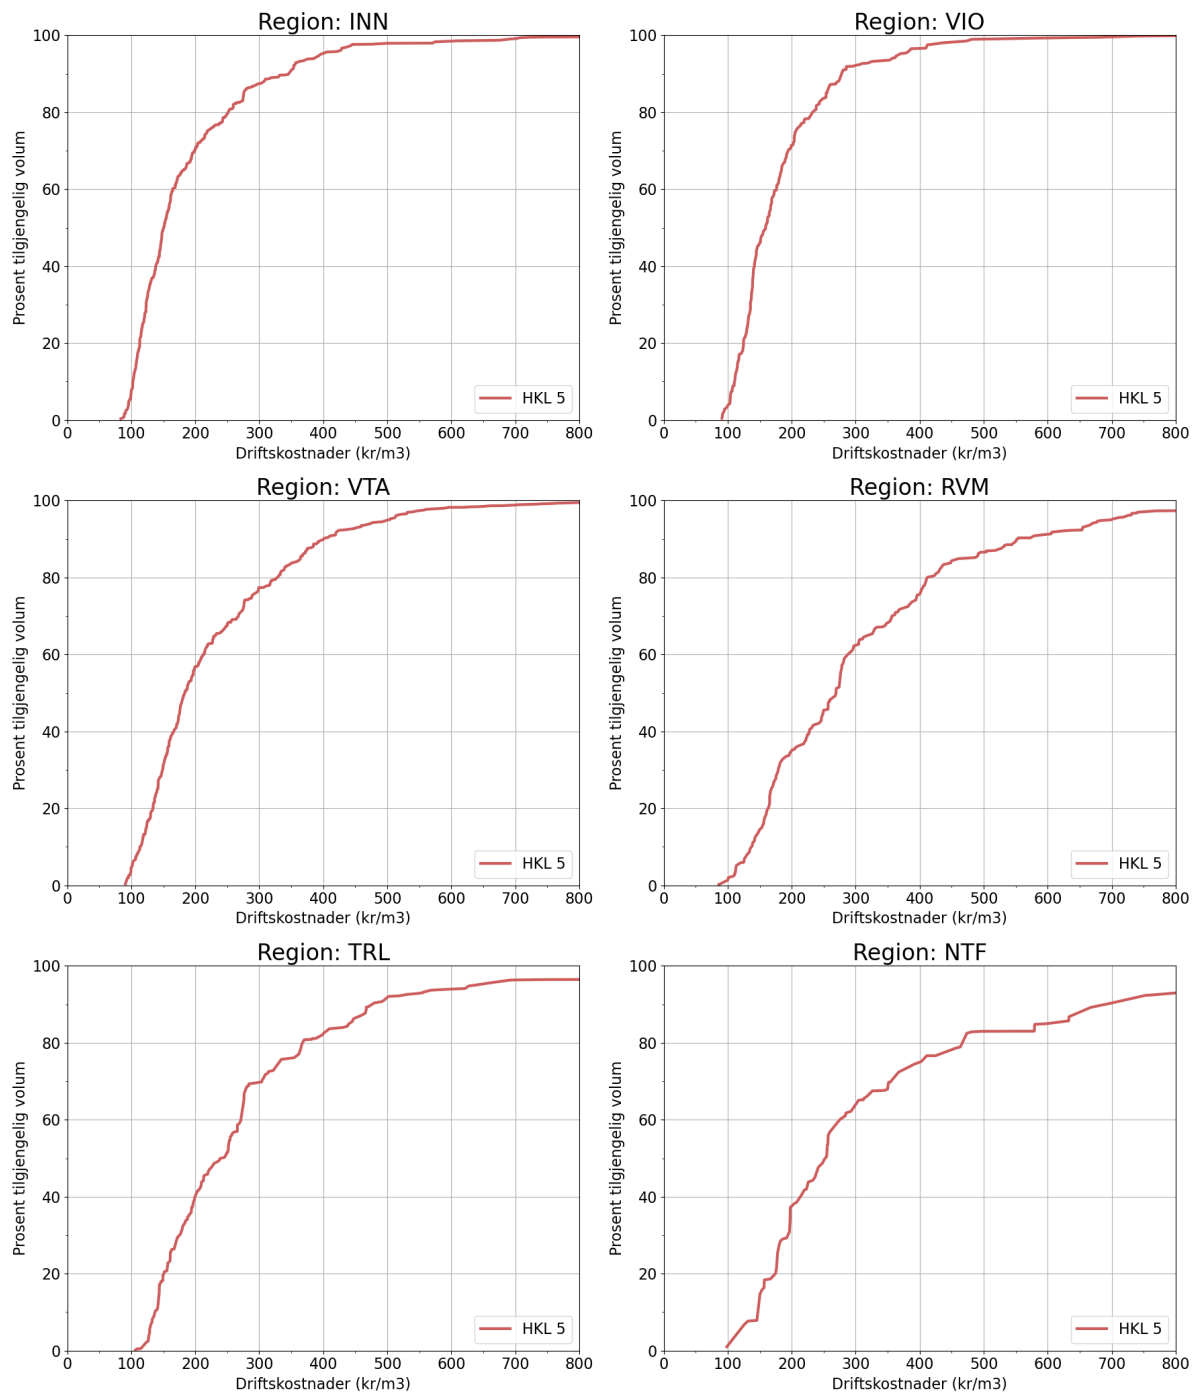 Region: INN
Prosent tilgjengelig volum
100
80
60
40
20
0
HKL 5
0 100 200 300 400 500 600 700 800
Driftskostnader (kr/m3)
Region: VIO
Prosent tilgjengelig volum
100
80
60
40
20
0
HKL 5
0 100 200 300 400 500 600 700 800
Driftskostnader (kr/m3)
Region: VTA
Prosent tilgjengelig volum
100
80
60
40
20
0
HKL 5
0 100 200 300 400 500 600 700 800
Driftskostnader (kr/m3)
Region: RVM
Prosent tilgjengelig volum
100
80
60
40
20
0
HKL 5
0 100 200 300 400 500 600 700 800
Driftskostnader (kr/m3)
Region: TRL
Prosent tilgjengelig volum
100
80
60
40
20
0
HKL 5
0 100 200 300 400 500 600 700 800
Driftskostnader (kr/m3)
Region: NTF
Prosent tilgjengelig volum
100
80
60
40
20
0
HKL 5
0 100 200 300 400 500 600 700 800
Driftskostnader (kr/m3)